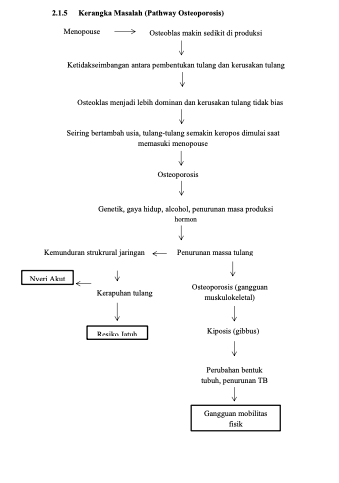 2.1.5 Kerangka Masalah (Pathway Osteoporosis)
Menopouse
Osteoblas makin sedikit di produksi
Ketidakseimbangan antara pembentukan tulang dan kerusakan tulang
Osteoklas menjadi lebih dominan dan kerusakan tulang tidak bias
Seiring bertambah usia, tulang-tulang semakin keropos dimulai saat
memasuki menopouse
Osteoporosis
Genetik, gaya hidup, alcohol, penurunan masa produksi
hormon
Kemunduran strukrural jaringan
Penurunan massa tulang
Nyeri Akut
Kerapuhan tulang
Osteoporosis (gangguan
muskulokeletal)
Resiko Jatuh
Kiposis (gibbus)
Perubahan bentuk
tubuh, penurunan TB
Gangguan mobilitas
fisik